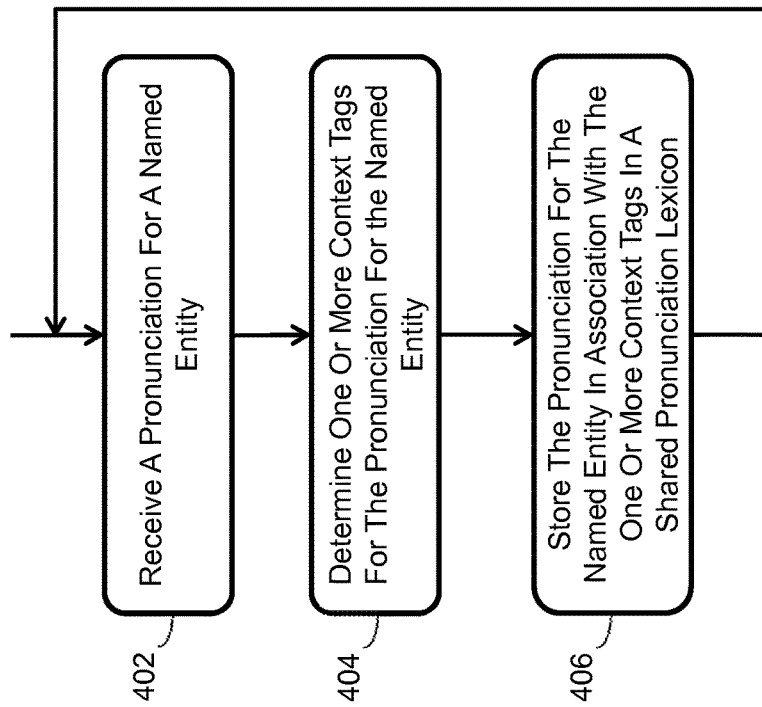 402
Receive A Pronunciation For A Named
Entity
404
Determine One Or More Context Tags
For The Pronunciation For the Named
Entity
406
Store The Pronunciation For The
Named Entity In Association With The
One Or More Context Tags In A
Shared Pronunciation Lexicon